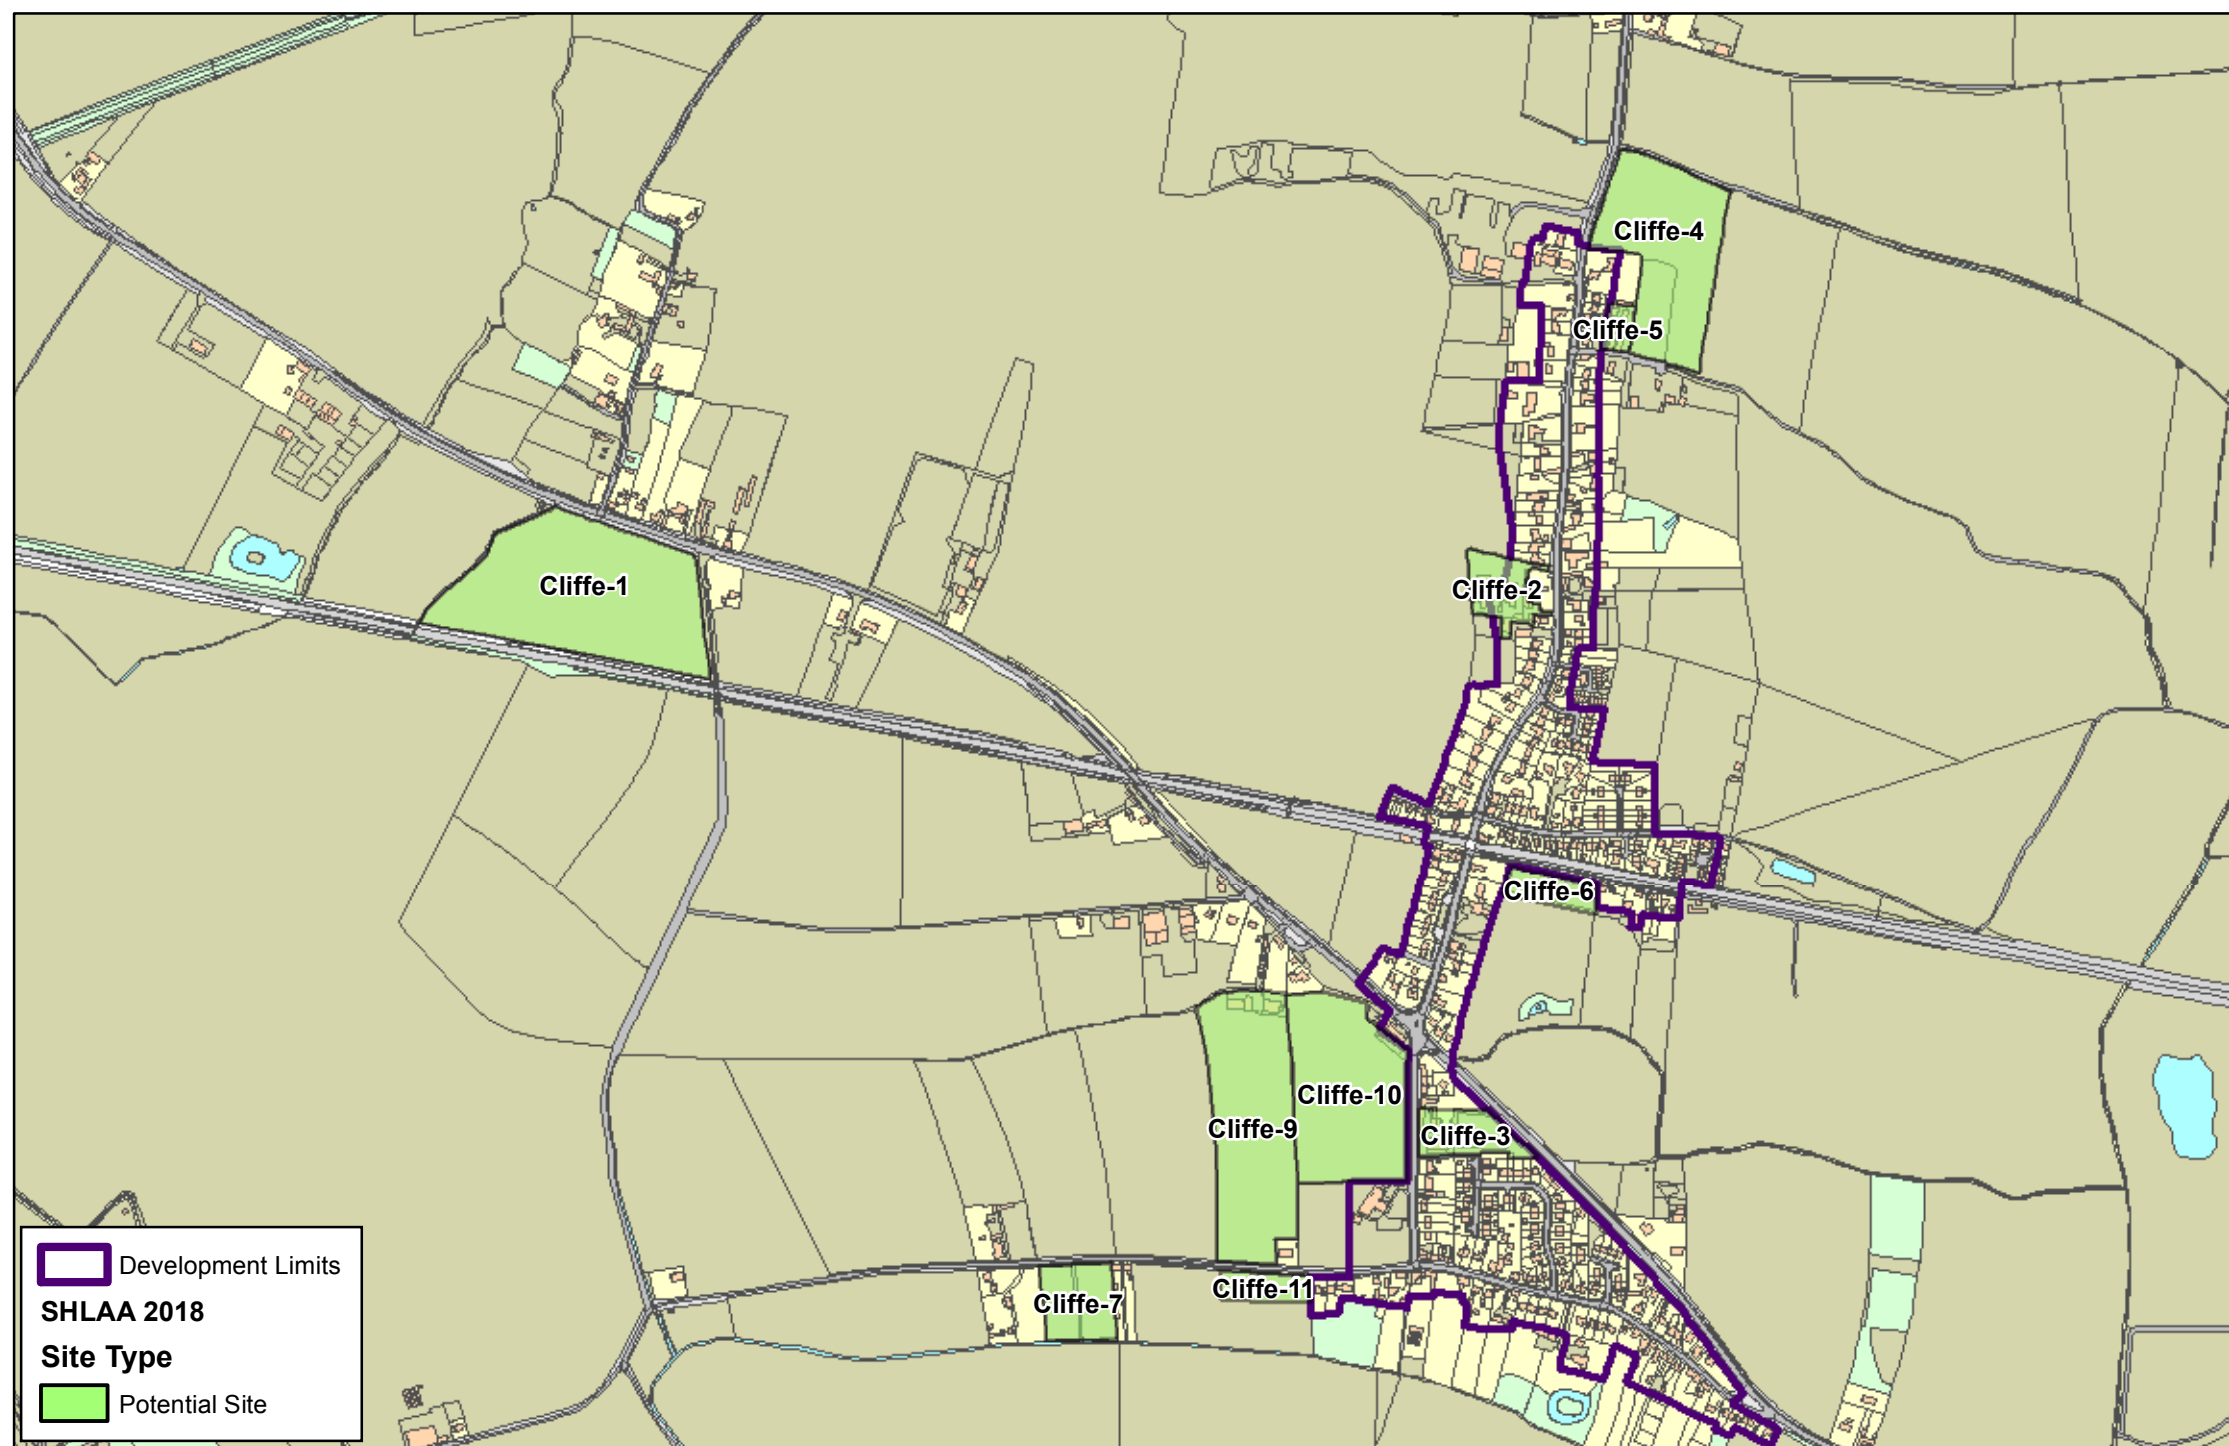 Cliffe-4
Cliffe-5
Cliffe-1
Cliffe-2
Cliffe-6
Cliffe-10
Cliffe-9
Cliffe-3
Cliffe-11
Cliffe-7
Development Limits
SHLAA 2018
Site Type
Potential Site